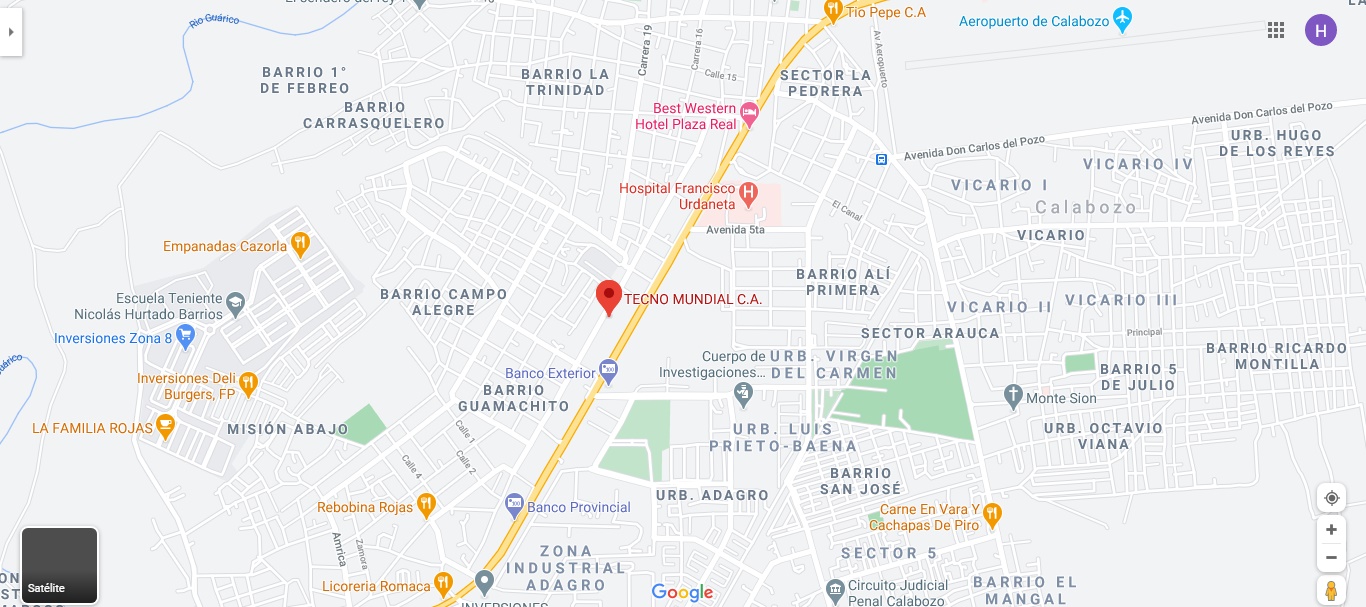 Río Guárico
Tio Pepe C.A
Aeropuerto de Calabozo
H
Carrera 19
Carrera 16
Av Aeropuerto
Calle 15
BARRIO 1°
DE FEBREO
BARRIO LA
TRINIDAD
SECTOR LA
PEDRERA
BARRIO
CARRASQUELERO
Best Western
Hotel Plaza Real
Avenida Don Carlos del Pozo
Avenida Don Carlos del Pozo
URB. HUGO
DE LOS REYES
VICARIO IV
VICARIO I
Hospital Francisco
Urdaneta
H
El Canal
Calabozo
Avenida 5ta
VICARIO
Empanadas Cazorla
BARRIO ALÍ
PRIMERA
BARRIO CAMPO
ALEGRE
TECNO MUNDIAL C.A.
Escuela Teniente
Nicolás Hurtado Barrios
VICARIO II
VICARIO III
SECTOR ARAUCA
Principal
Inversiones Zona 8
Guárico
Cuerpo de
Investigaciones...
URB. VIRGEN
DEL CARMEN
BARRIO RICARDO
MONTILLA
Banco Exterior
BARRIO 5
DE JULIO
Inversiones Deli
Burgers, FP
BARRIO
GUAMACHITO
Monte Sion
LA FAMILIA ROJAS
MISIÓN ABAJO
Calle 1
Calle 2
Calle 4
URB. LUIS
PRIETO-BAENA
URB. OCTAVIO
VIANA
BARRIO
SAN JOSÉ
URB. ADAGRO
Rebobina Rojas
Banco Provincial
Carne En Vara Y
Cachapas De Piro
Amrica
Zamora
ZONA
INDUSTRIAL
ADAGRO
SECTOR 5
Satélite
Licoreria Romaca
Google
Circuito Judicial
Penal Calabozo
BARRIO EL
MANGAL
INVERSIONES